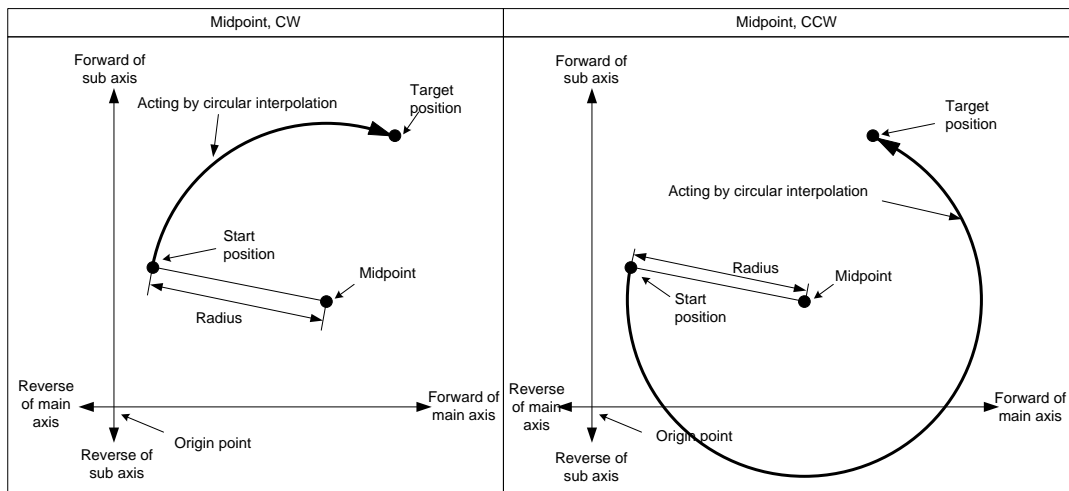 Midpoint, CW
Forward of
sub axis
Target
position
Acting by circular interpolation
Start
position
Midpoint
Radius
Reverse
of main
axis
Forward of
main axis
Origin point
Reverse of
sub axis
Midpoint, CCW
Forward of
sub axis
Target
position
Acting by circular interpolation
Radius
Midpoint
Start
position
Reverse
of main
axis
Forward of
main axis
Origin point
Reverse of
sub axis